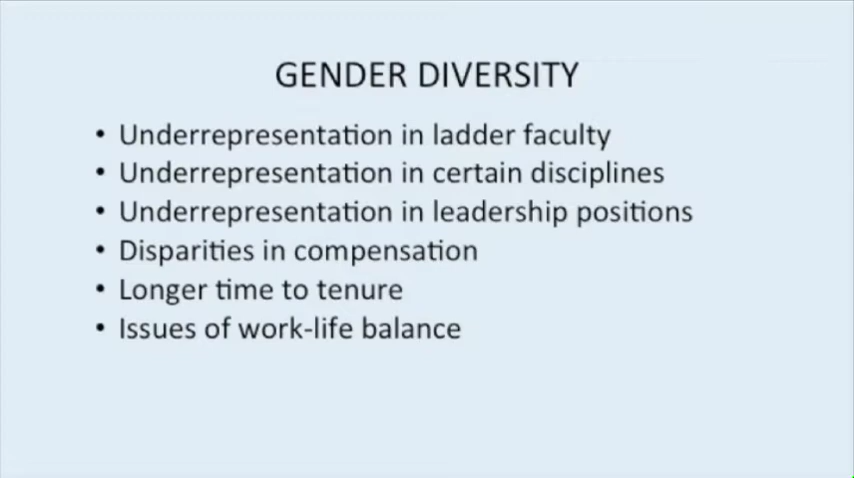 GENDER DIVERSITY
• Underrepresentation in ladder faculty
• Underrepresentation in certain disciplines
• Underrepresentation in leadership positions
• Disparities in compensation
• Longer time to tenure
• Issues of work-life balance